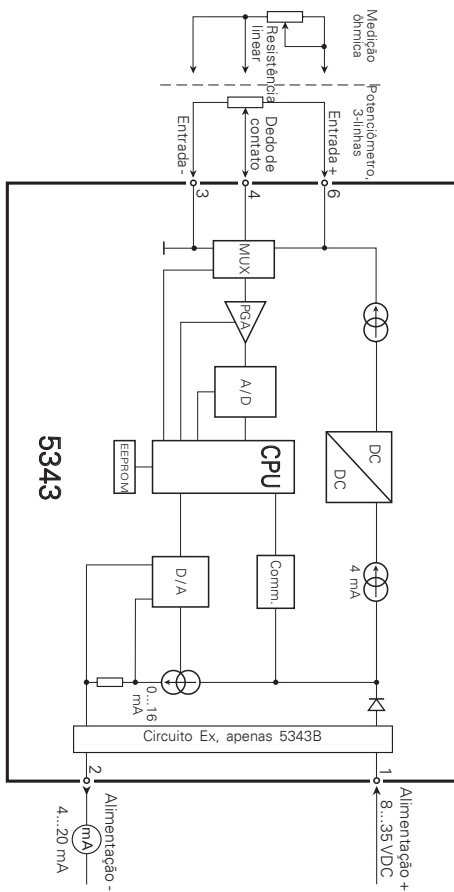 Medição
ôhmica
Resistência
linear
Potenciômetro,
3-linhas
Entrada-
Dedo de
contato
Entrada +
3
4
6
MUX
PGA
A/D
CPU
EEPROM
5343
DC
DC
4 mA
D/A
Comm.
0...16
mA
Circuito Ex, apenas 5343B
2
1
Alimentação -
4...20 mA
mA
Alimentação +
8...35 VDC